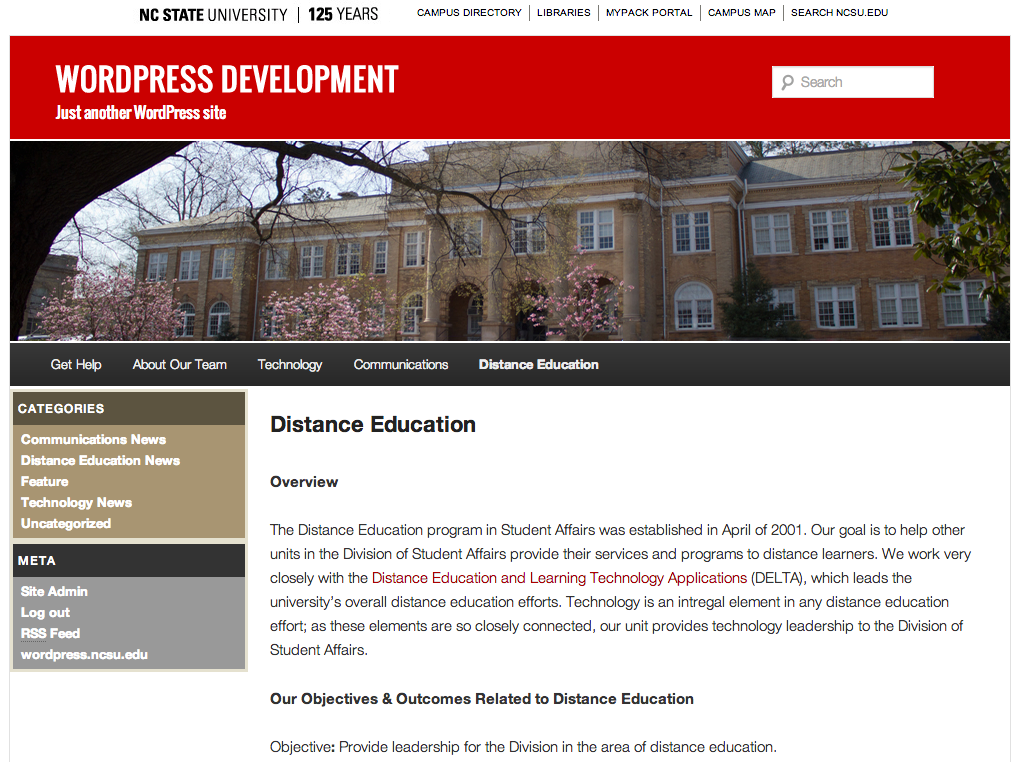 NC STATE UNIVERSITY | 125 YEARS
CAMPUS DIRECTORY | LIBRARIES | MYPACK PORTAL | CAMPUS MAP | SEARCH NCSU.EDU
WORDPRESS DEVELOPMENT
Just another WordPress site
Search
Get Help About Our Team Technology Communications Distance Education
CATEGORIES
Communications News
Distance Education News
Feature
Technology News
Uncategorized
META
Site Admin
Log out
RSS Feed
wordpress.ncsu.edu
Distance Education
Overview
The Distance Education program in Student Affairs was established in April of 2001. Our goal is to help other
units in the Division of Student Affairs provide their services and programs to distance learners. We work very
closely with the Distance Education and Learning Technology Applications (DELTA), which leads the
university's overall distance education efforts. Technology is an intregal element in any distance education
effort; as these elements are so closely connected, our unit provides technology leadership to the Division of
Student Affairs.
Our Objectives & Outcomes Related to Distance Education
Objective: Provide leadership for the Division in the area of distance education.